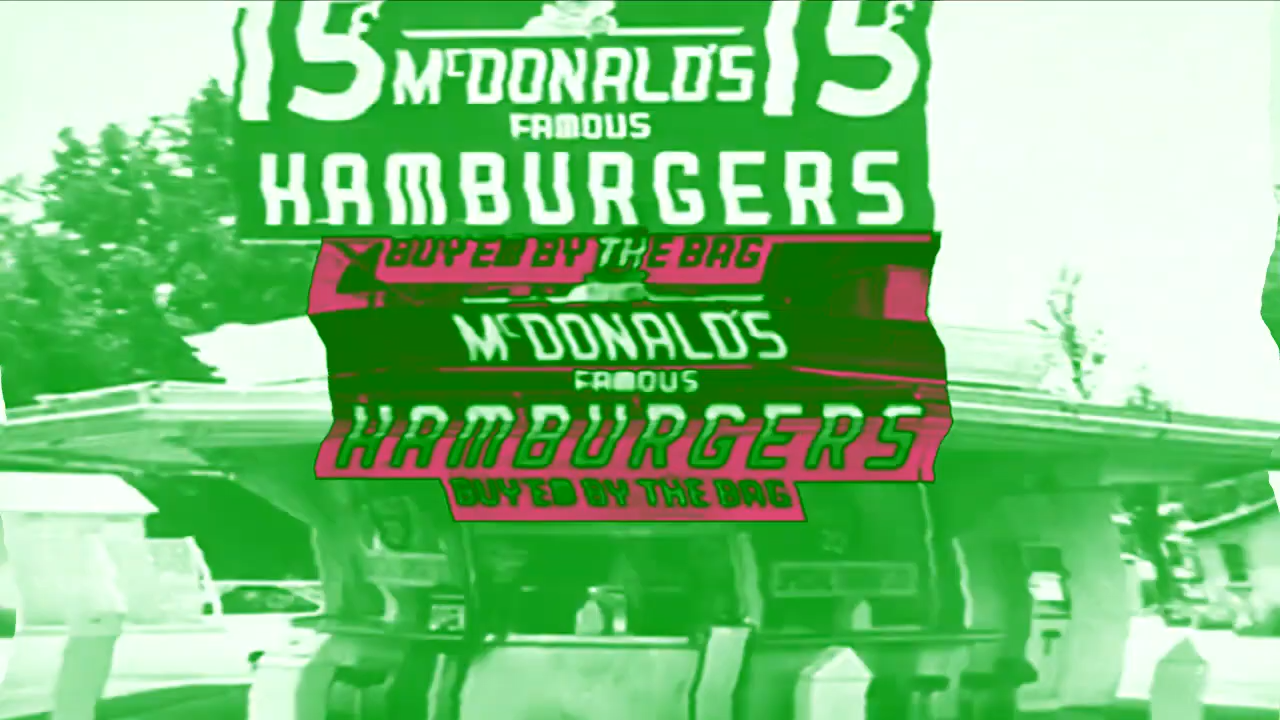 15¢ McDONALD'S 15¢
FAMOUS
HAMBURGERS
BUY'EM BY THE BAG
McDONALD'S
FAMOUS
HAMBURGERS
BUY'EM BY THE BAG